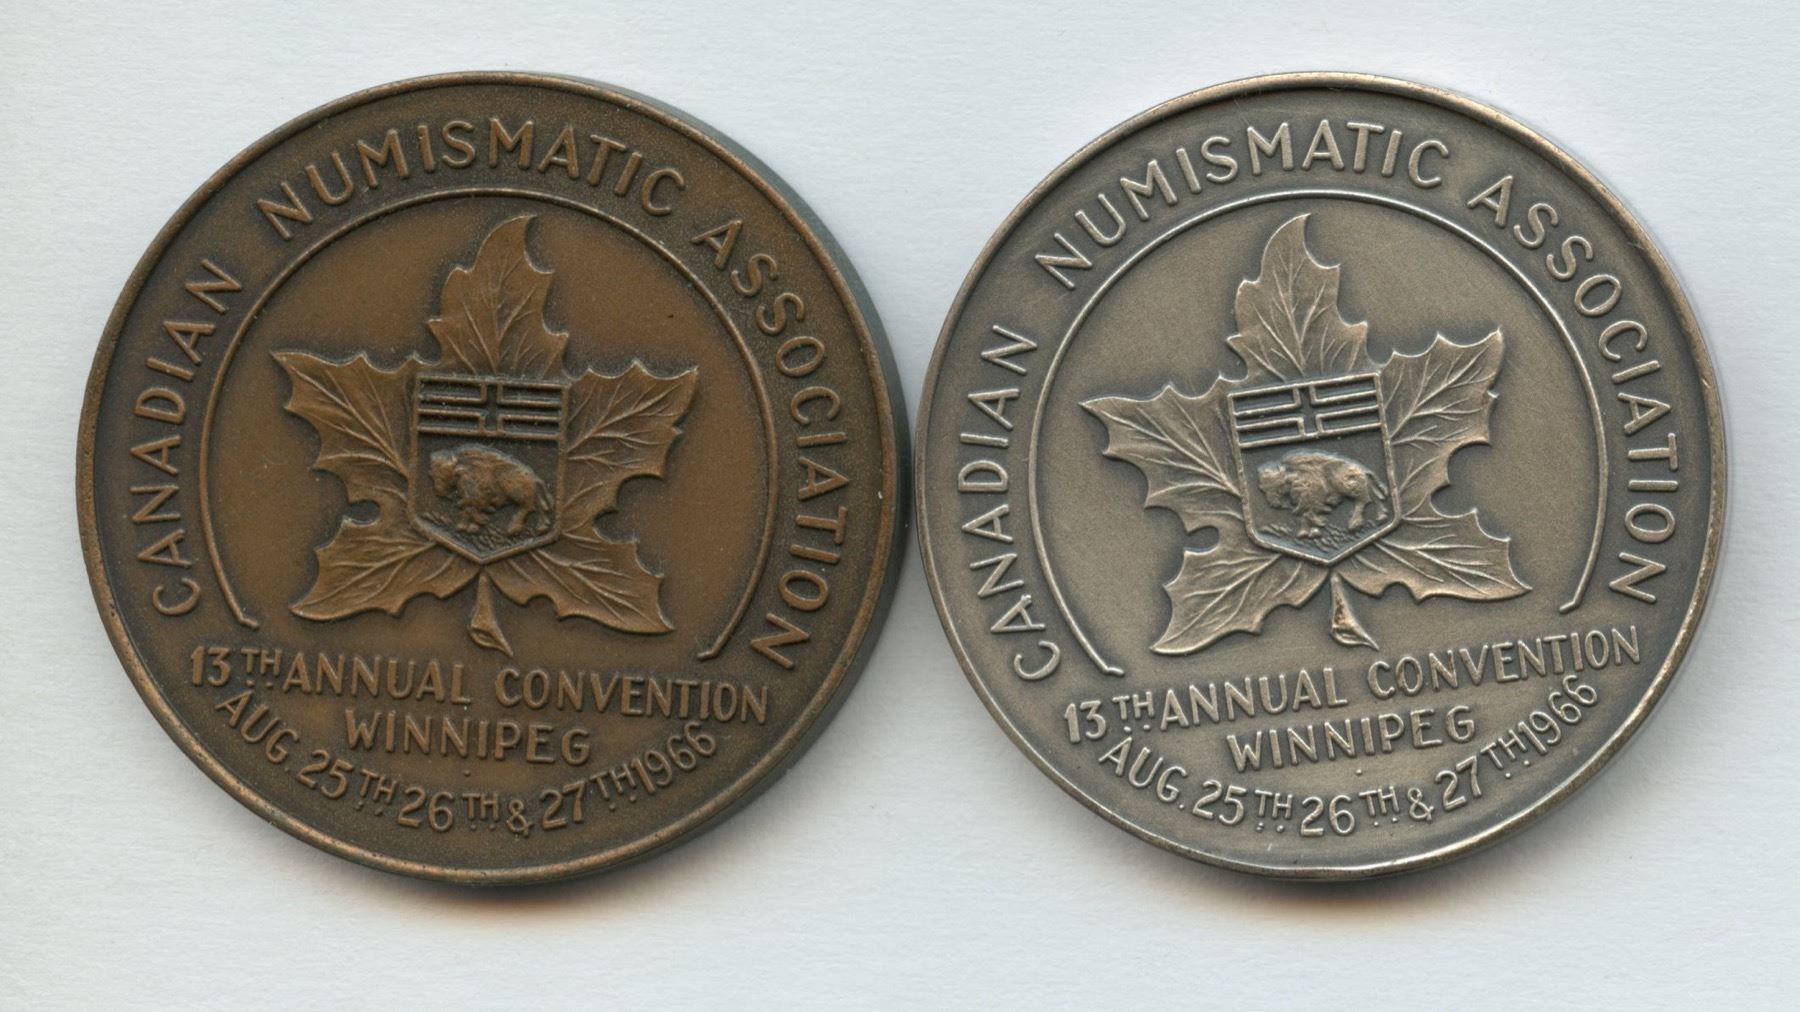 CANADIAN NUMISMATIC ASSOCIATION
13TH ANNUAL CONVENTION
WINNIPEG
AUG. 25TH 26TH & 27TH 1966
CANADIAN NUMISMATIC ASSOCIATION
13TH ANNUAL CONVENTION
WINNIPEG
AUG. 25TH 26TH & 27TH 1966